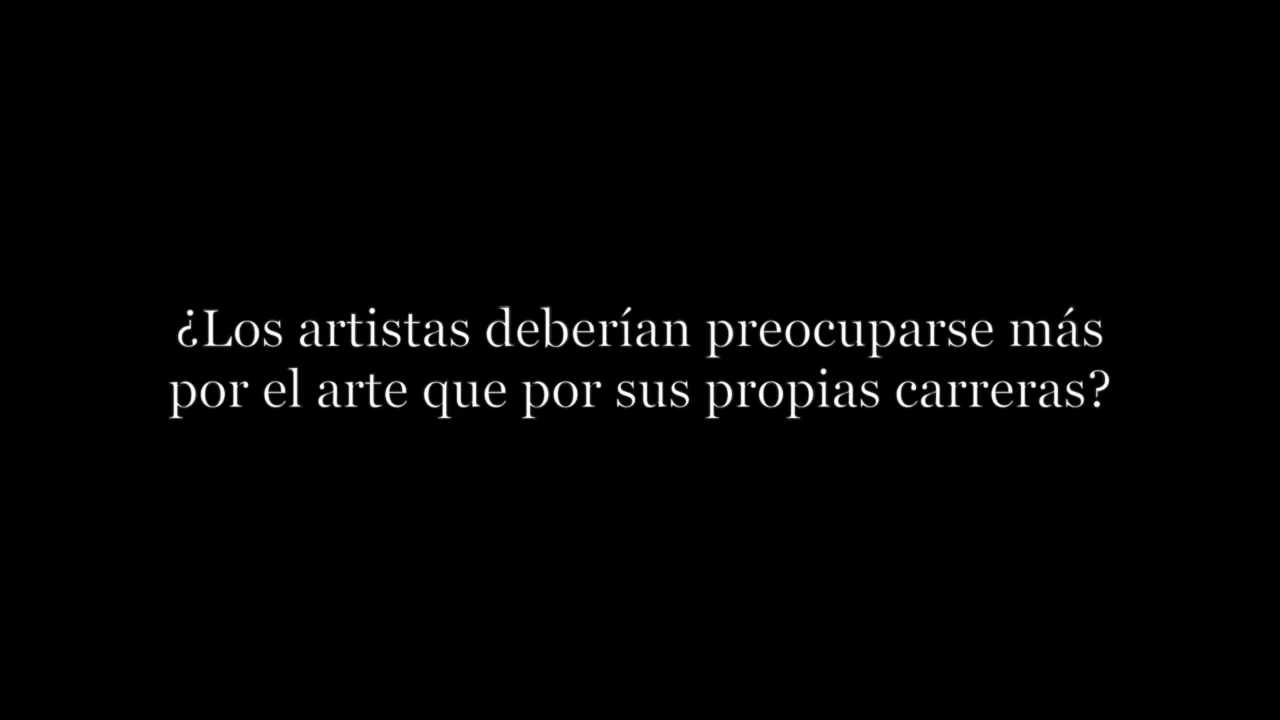 ¿Los artistas deberían preocuparse más
por el arte que por sus propias carreras?